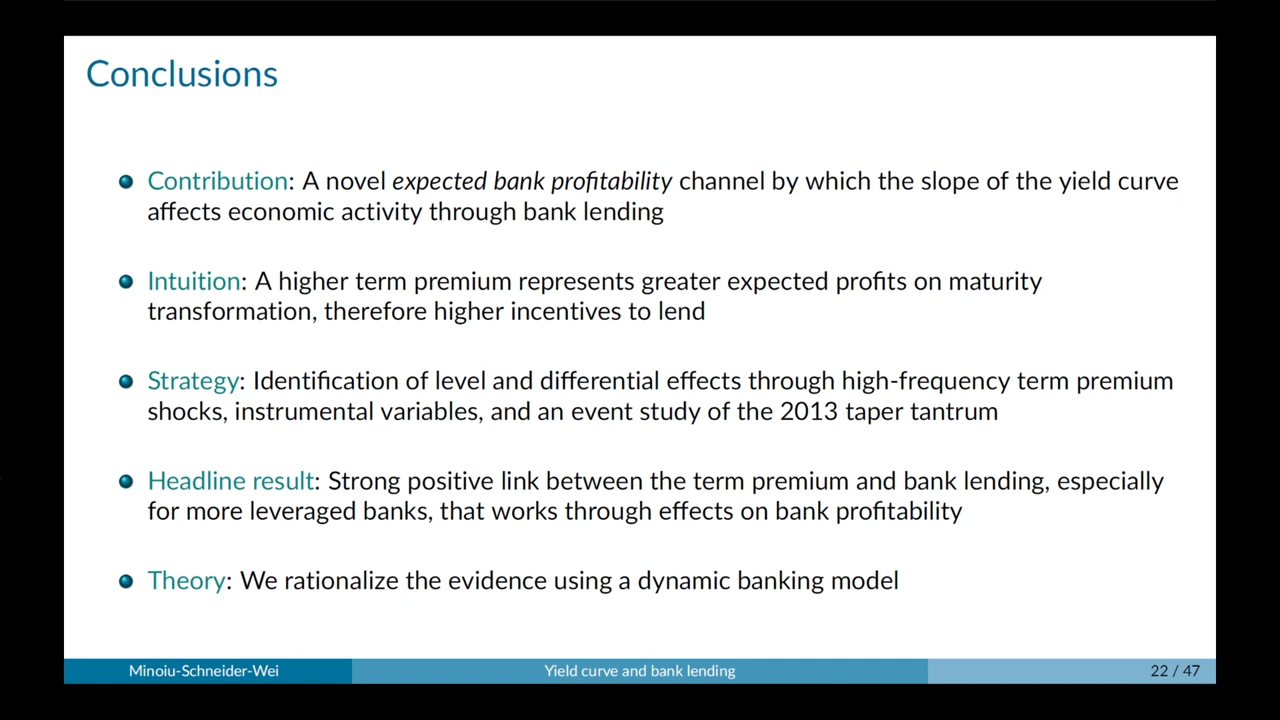 Conclusions
Contribution: A novel expected bank profitability channel by which the slope of the yield curve
affects economic activity through bank lending
Intuition: A higher term premium represents greater expected profits on maturity
transformation, therefore higher incentives to lend
Strategy: Identification of level and differential effects through high-frequency term premium
shocks, instrumental variables, and an event study of the 2013 taper tantrum
Headline result: Strong positive link between the term premium and bank lending, especially
for more leveraged banks, that works through effects on bank profitability
Theory: We rationalize the evidence using a dynamic banking model
Minoiu-Schneider-Wei Yield curve and bank lending 22 / 47